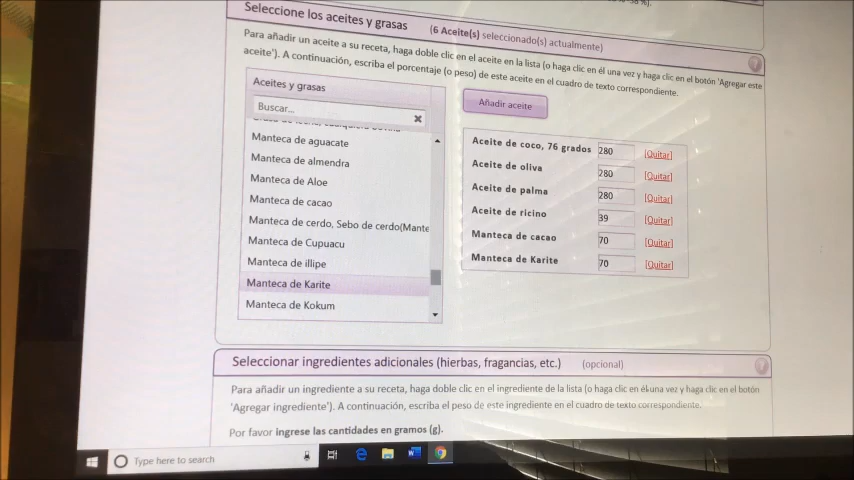 Seleccione los aceites y grasas (6 Aceite(s) seleccionado(s) actualmente)
Para añadir un aceite a su receta, haga doble clic en el aceite en la lista (o haga clic en él una vez y haga clic en el botón 'Agregar este
aceite'). A continuación, escriba el porcentaje (o peso) de este aceite en el cuadro de texto correspondiente.
Aceites y grasas
Buscar...
Manteca de aguacate
Manteca de almendra
Manteca de Aloe
Manteca de cacao
Manteca de cerdo, Sebo de cerdo(Mante
Manteca de Cupuacu
Manteca de illipe
Manteca de Karite
Manteca de Kokum
Añadir aceite
Aceite de coco, 76 grados 280 [Quitar]
Aceite de oliva 280 [Quitar]
Aceite de palma 280 [Quitar]
Aceite de ricino 39 [Quitar]
Manteca de cacao 70 [Quitar]
Manteca de Karite 70 [Quitar]
Seleccionar ingredientes adicionales (hierbas, fragancias, etc.) (opcional)
Para añadir un ingrediente a su receta, haga doble clic en el ingrediente de la lista (o haga clic en él una vez y haga clic en el botón
'Agregar ingrediente'). A continuación, escriba el peso de este ingrediente en el cuadro de texto correspondiente.
Por favor ingrese las cantidades en gramos (g).
Type here to search